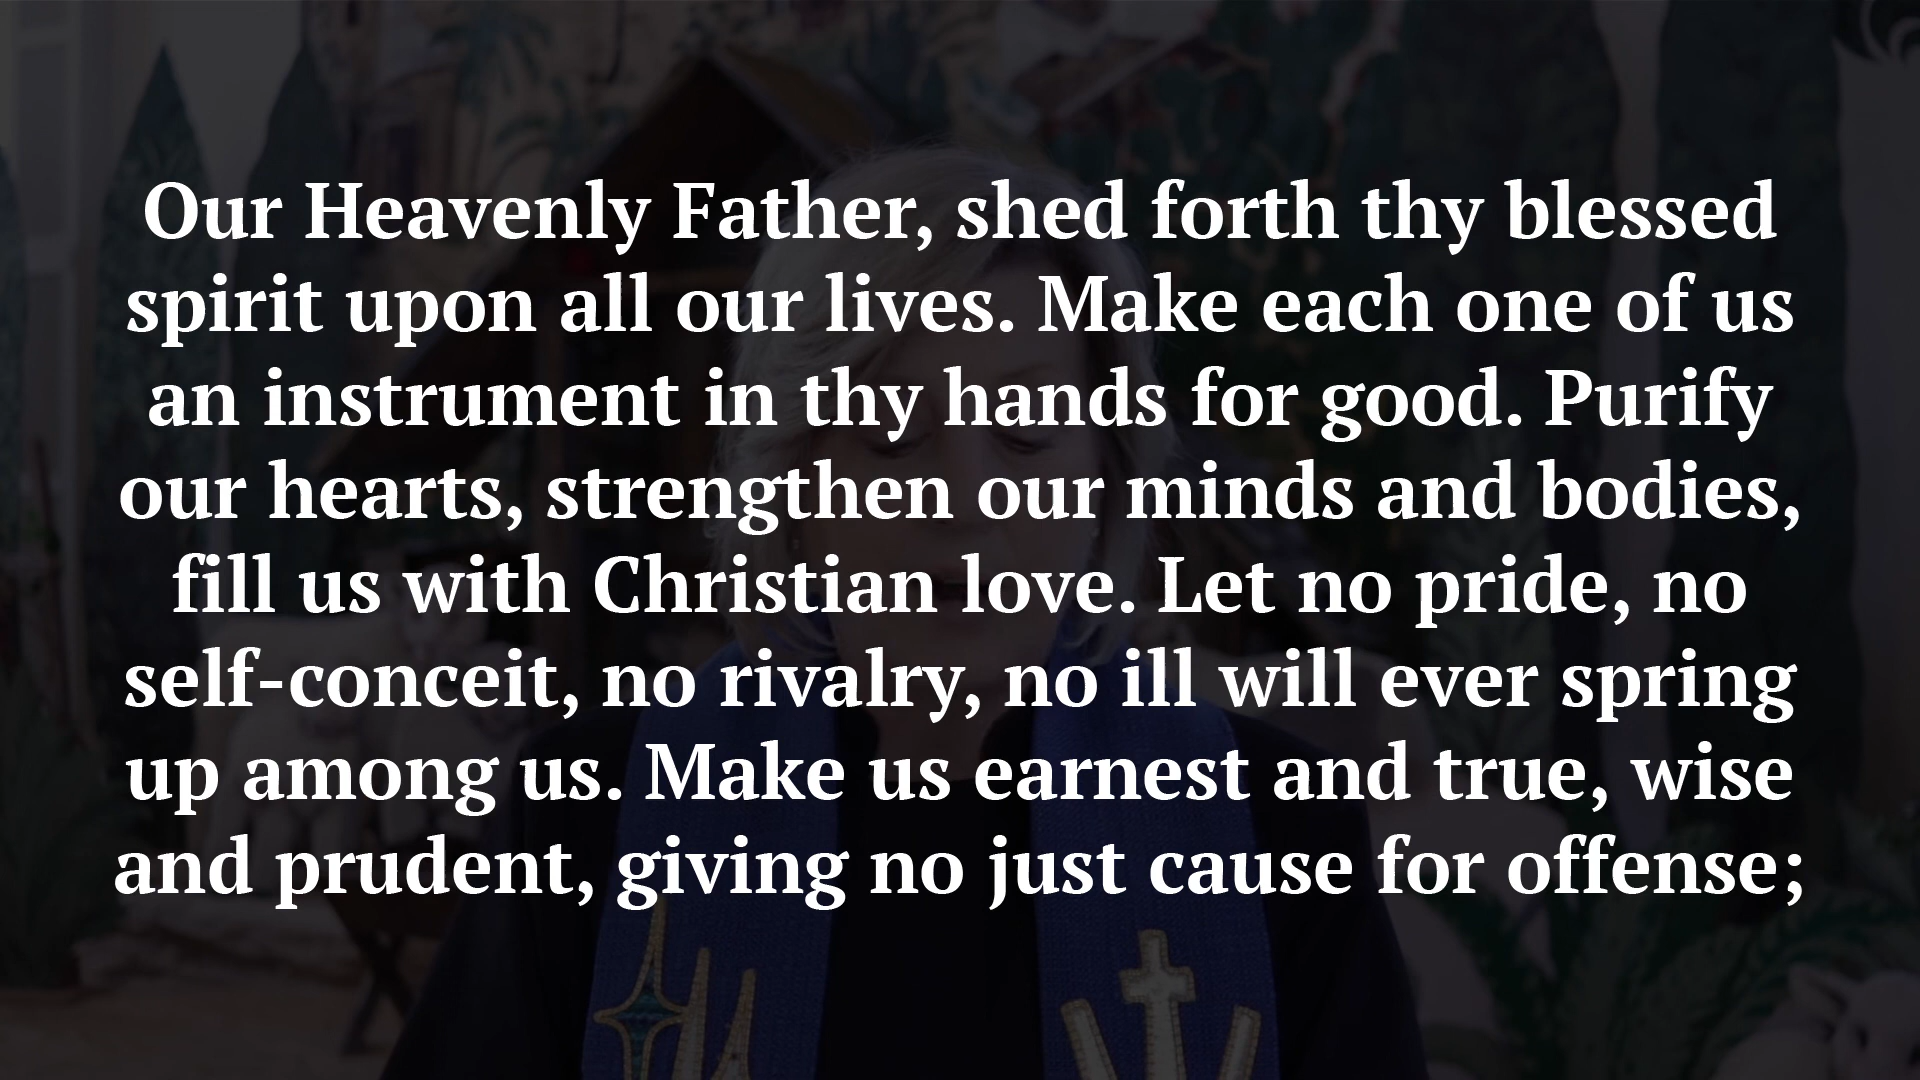 Our Heavenly Father, shed forth thy blessed
spirit upon all our lives. Make each one of us
an instrument in thy hands for good. Purify
our hearts, strengthen our minds and bodies,
fill us with Christian love. Let no pride, no
self-conceit, no rivalry, no ill will ever spring
up among us. Make us earnest and true, wise
and prudent, giving no just cause for offense;